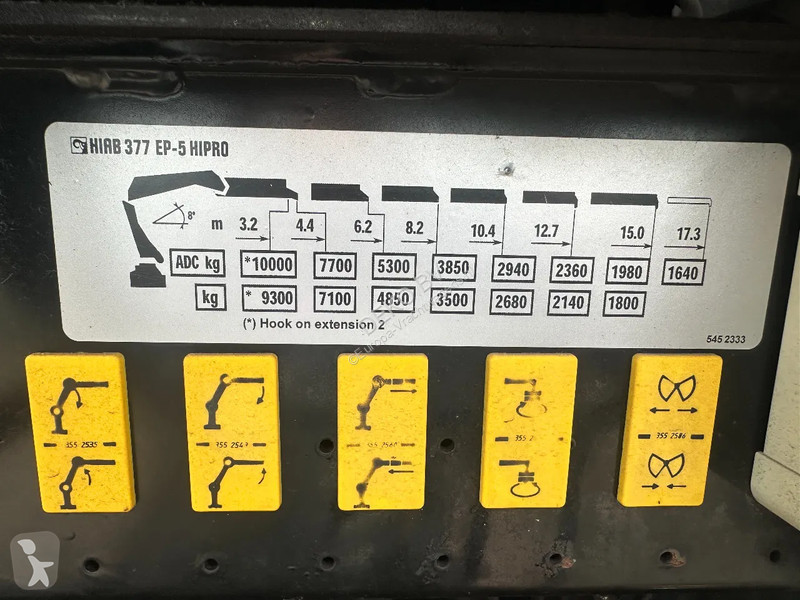 HIAB 377 EP-5 HIPRO
8°
m 3.2 4.4 6.2 8.2 10.4 12.7 15.0 17.3
ADC kg *10000 7700 5300 3850 2940 2360 1980 1640
kg * 9300 7100 4850 3500 2680 2140 1800
(*) Hook on extension 2
545 2333
355 2535 355 2543 355 355 355 2586